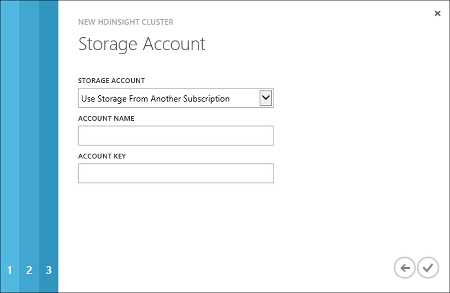 NEW HDINSIGHT CLUSTER
Storage Account
STORAGE ACCOUNT
Use Storage From Another Subscription
ACCOUNT NAME
ACCOUNT KEY
1 2 3